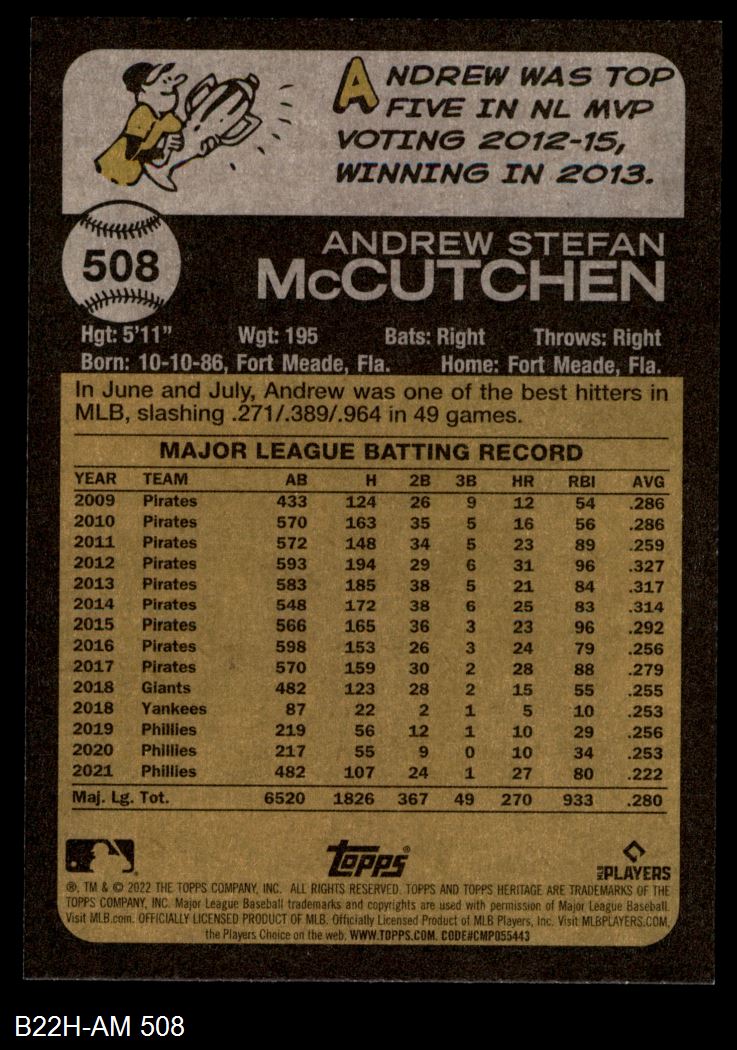 ANDREW WAS TOP
FIVE IN NL MVP
VOTING 2012-15,
WINNING IN 2013.
508
ANDREW STEFAN
McCUTCHEN
Hgt: 5'11" Wgt: 195 Bats: Right Throws: Right
Born: 10-10-86, Fort Meade, Fla. Home: Fort Meade, Fla.
In June and July, Andrew was one of the best hitters in
MLB, slashing .271/.389/.964 in 49 games.
MAJOR LEAGUE BATTING RECORD
YEAR TEAM AB H 2B 3B HR RBI AVG
2009 Pirates 433 124 26 9 12 54 .286
2010 Pirates 570 163 35 5 16 56 .286
2011 Pirates 572 148 34 5 23 89 .259
2012 Pirates 593 194 29 6 31 96 .327
2013 Pirates 583 185 38 5 21 84 .317
2014 Pirates 548 172 38 6 25 83 .314
2015 Pirates 566 165 36 3 23 96 .292
2016 Pirates 598 153 26 3 24 79 .256
2017 Pirates 570 159 30 2 28 88 .279
2018 Giants 482 123 28 2 15 55 .255
2018 Yankees 87 22 2 1 5 10 .253
2019 Phillies 219 56 12 1 10 29 .256
2020 Phillies 217 55 9 0 10 34 .253
2021 Phillies 482 107 24 1 27 80 .222
Maj. Lg. Tot. 6520 1826 367 49 270 933 .280
Topps® MLB PLAYERS
®, TM & © 2022 THE TOPPS COMPANY, INC. ALL RIGHTS RESERVED. TOPPS AND TOPPS HERITAGE ARE TRADEMARKS OF THE
TOPPS COMPANY, INC. Major League Baseball trademarks and copyrights are used with permission of Major League Baseball.
Visit MLB.com. OFFICIALLY LICENSED PRODUCT OF MLB. Officially Licensed Product of MLB Players, Inc. Visit MLBPLAYERS.COM,
the Players Choice on the web. WWW.TOPPS.COM. CODE#CMP055443
B22H-AM 508